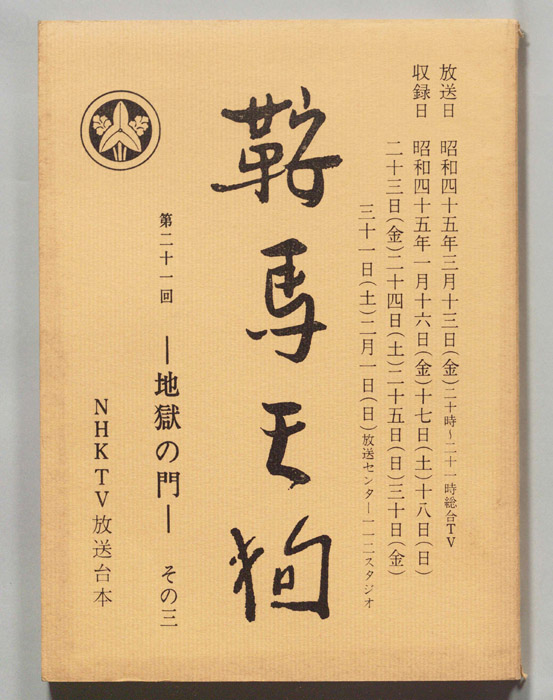 放送日　昭和四十五年三月十三日(金)二十時～二十一時総合TV
収録日　昭和四十五年一月十六日(金)十七日(土)十八日(日)
二十三日(金)二十四日(土)二十五日(日)三十日(金)
三十一日(土)二月一日(日)放送センター一一二スタジオ
鞍馬天狗
第二十一回　―地獄の門―　その三
NHKTV放送台本